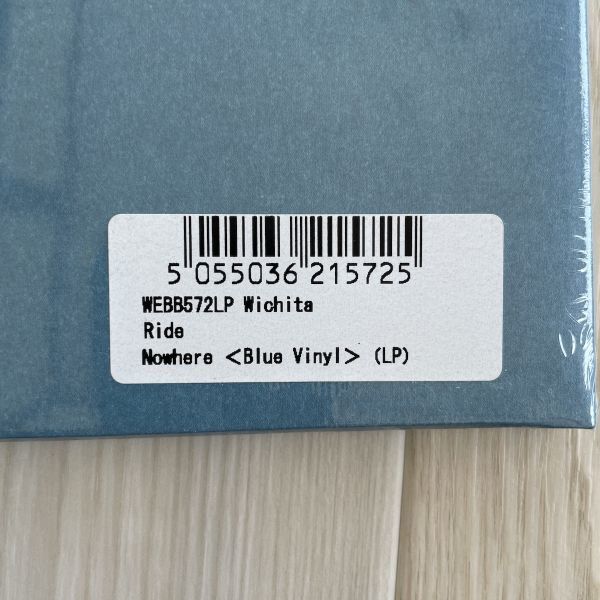 5 055036 215725
WEBB572LP Wichita
Ride
Nowhere <Blue Vinyl> (LP)